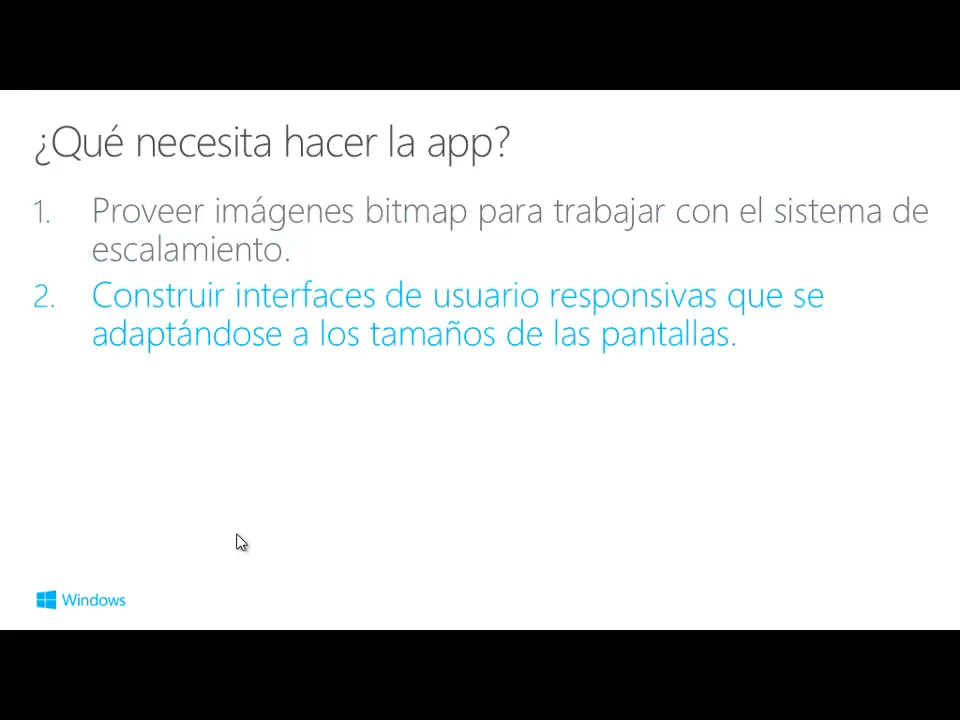 ¿Qué necesita hacer la app?
1. Proveer imágenes bitmap para trabajar con el sistema de
escalamiento.
2. Construir interfaces de usuario responsivas que se
adaptándose a los tamaños de las pantallas.
Windows